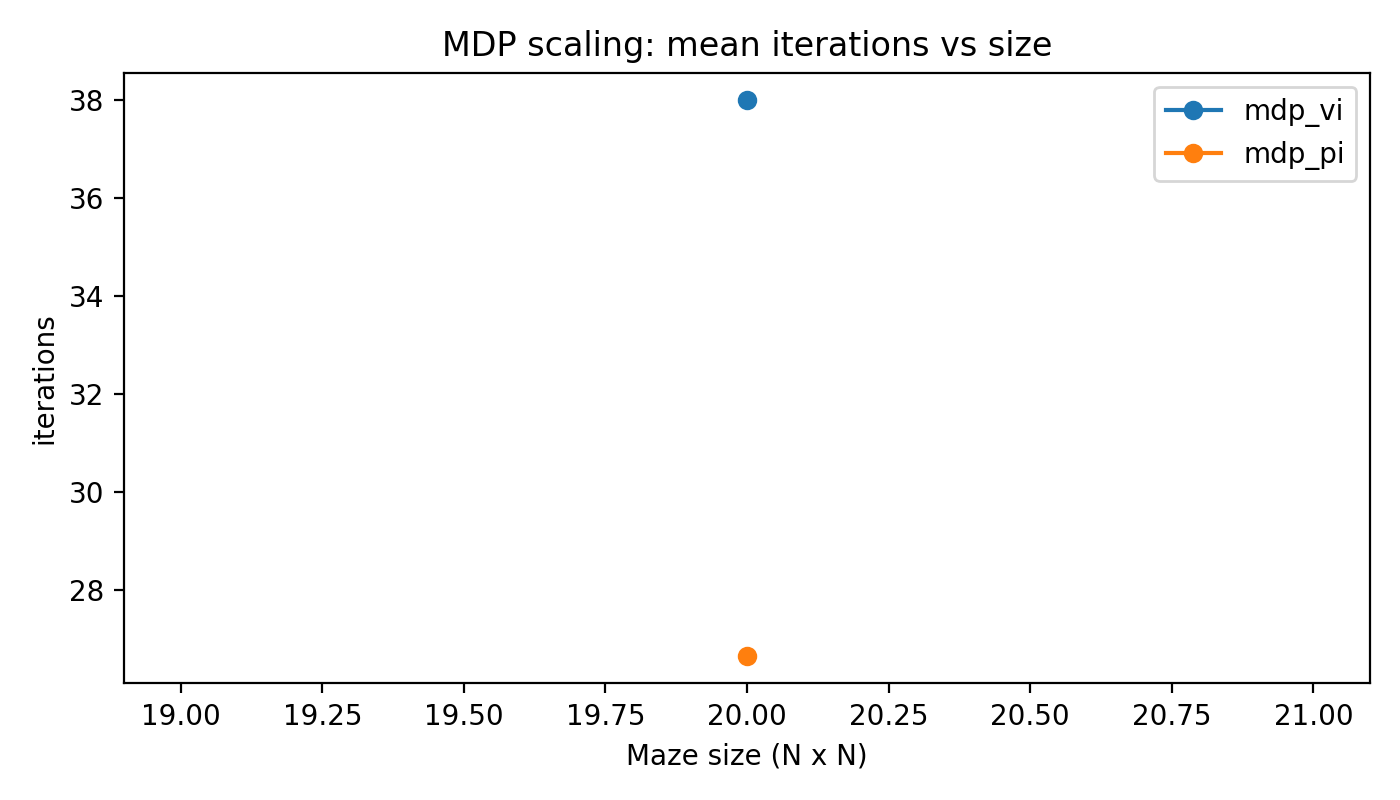 MDP scaling: mean iterations vs size
mdp_vi
mdp_pi
38
36
34
32
30
28
iterations
19.00 19.25 19.50 19.75 20.00 20.25 20.50 20.75 21.00
Maze size (N x N)